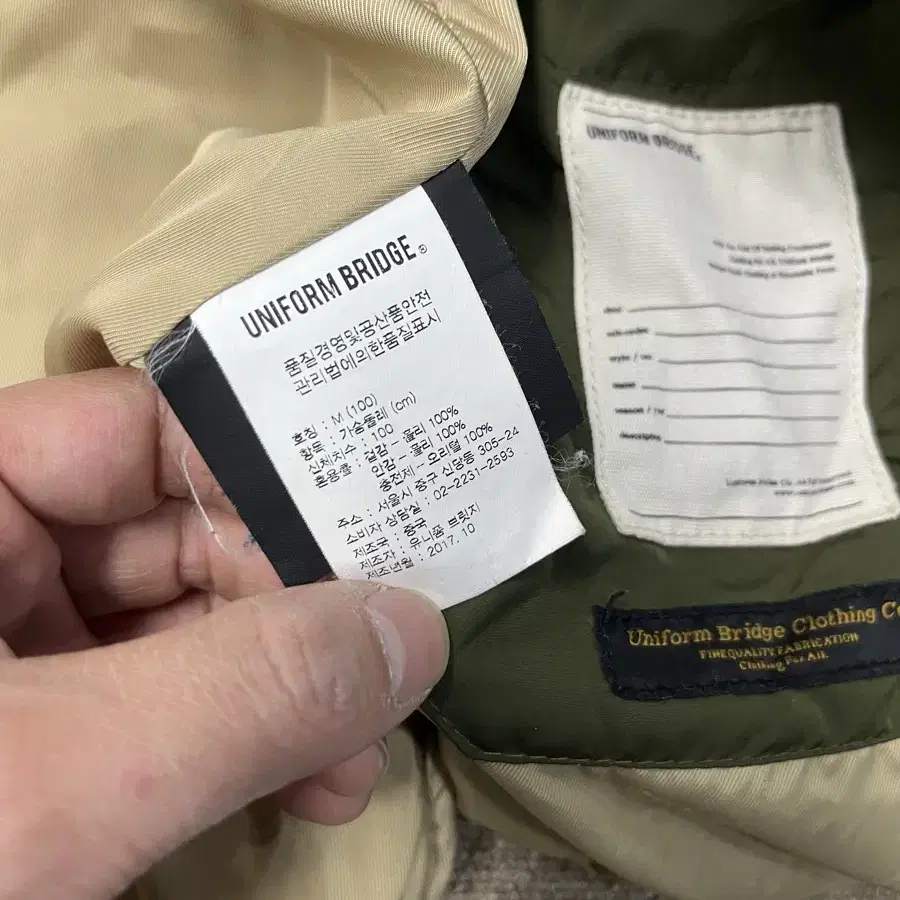 UNIFORM BRIDGE®
품질경영및공산품안전
관리법에의한품질표시
호칭 : M (100)
항목 : 가슴둘레 (cm)
신체치수 : 100
혼용률 : 겉감 - 폴리 100%
안감 - 폴리 100%
충전재 - 오리털 100%
주소 : 서울시 중구 신당동 305-24
소비자 상담실 : 02-2231-2593
제조국 : 중국
제조자 : 유니폼 브릿지
제조년월 : 2017.10
UNIFORM BRIDGE.
Uniform Bridge Clothing Co
FINE QUALITY FABRICATION
Clothing For All.